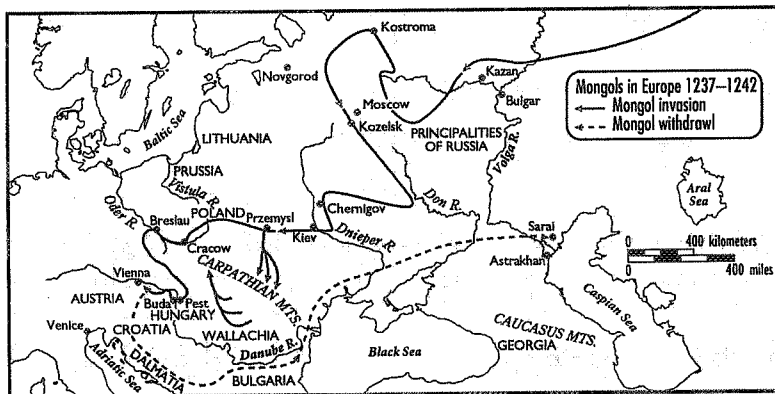 Kostroma
Novgorod
Kazan
Mongols in Europe 1237–1242
Mongol invasion
Mongol withdrawl
Moscow
Bulgar
Baltic Sea
Kozelsk
LITHUANIA
PRINCIPALITIES
OF RUSSIA
Volga R.
PRUSSIA
Aral
Sea
Vistula R.
Don R.
Oder R.
Chernigov
Breslau
POLAND
Przemysl
Kiev
Dnieper R.
Sarai
0 400 kilometers
Cracow
Astrakhan
0 400 miles
Vienna
CARPATHIAN MTS.
AUSTRIA
Buda
Pest
HUNGARY
Caspian Sea
Venice
CROATIA
WALLACHIA
CAUCASUS MTS.
GEORGIA
Adriatic Sea
DALMATIA
Danube R.
Black Sea
BULGARIA